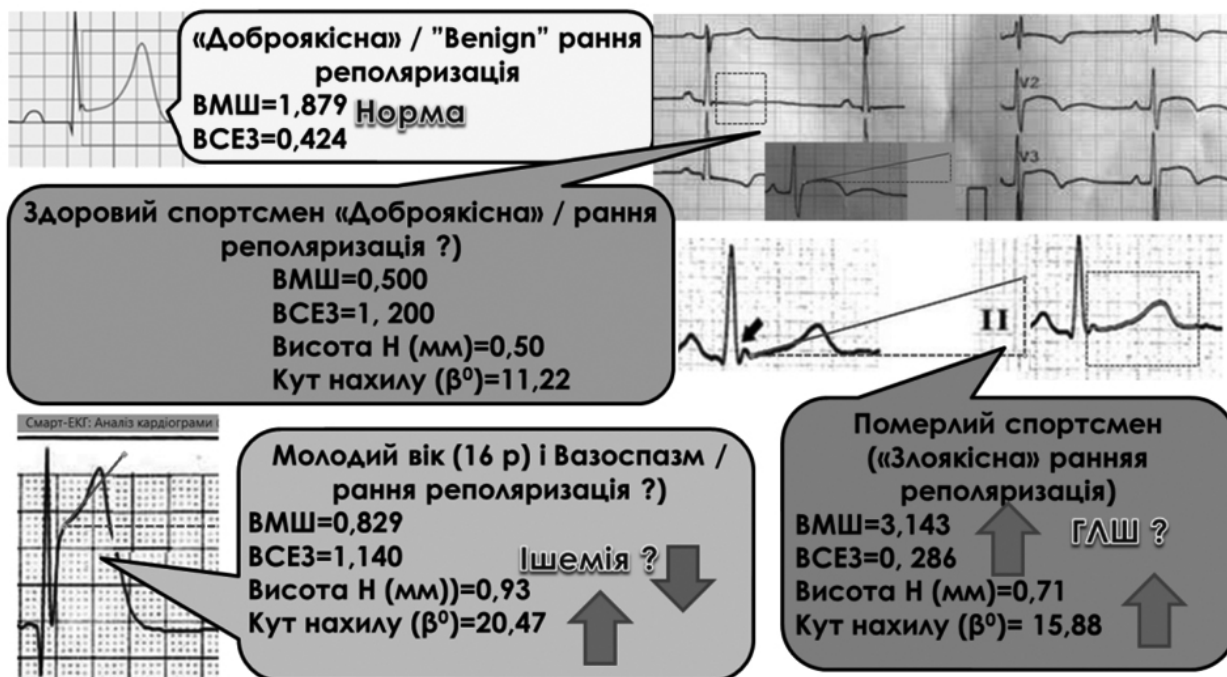 «Доброякісна» / ”Benign” рання
реполяризація
ВМШ=1,879
Норма
ВСЕЗ=0,424
V2
V3
Здоровий спортсмен «Доброякісна» / рання
реполяризація ?)
ВМШ=0,500
ВСЕЗ=1, 200
Висота Н (мм)=0,50
Кут нахилу (β⁰)=11,22
II
Смарт-ЕКГ: Аналіз кардіограми
Молодий вік (16 р) і Вазоспазм /
рання реполяризація ?)
ВМШ=0,829
ВСЕЗ=1,140
Ішемія ?
Висота Н (мм))=0,93
Кут нахилу (β⁰)=20,47
Померлий спортсмен
(«Злоякісна» ранняя
реполяризація)
ВМШ=3,143
ГЛШ ?
ВСЕЗ=0, 286
Висота Н (мм)=0,71
Кут нахилу (β⁰)= 15,88